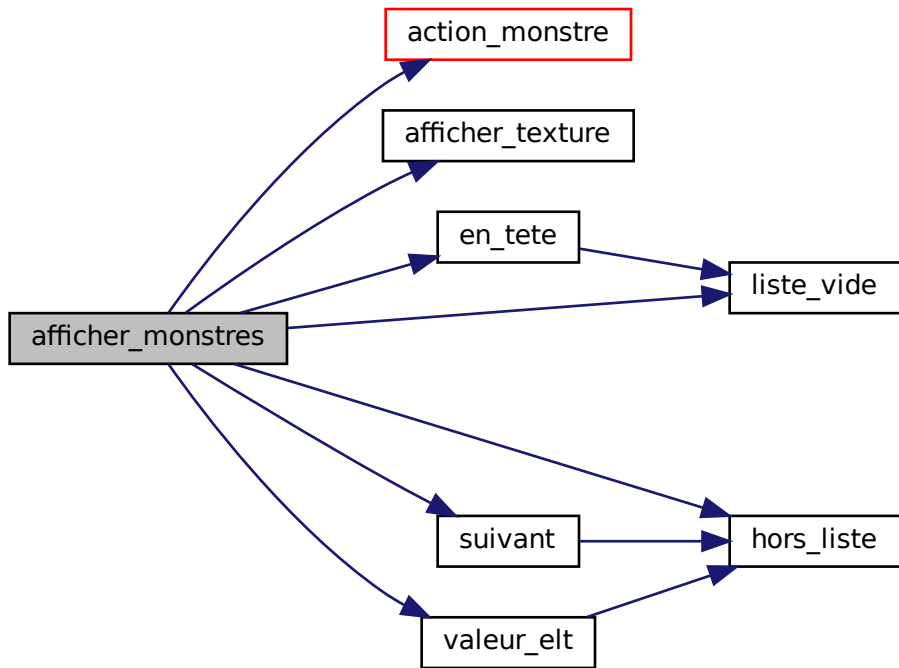 action_monstre
afficher_texture
en_tete
liste_vide
afficher_monstres
suivant
hors_liste
valeur_elt